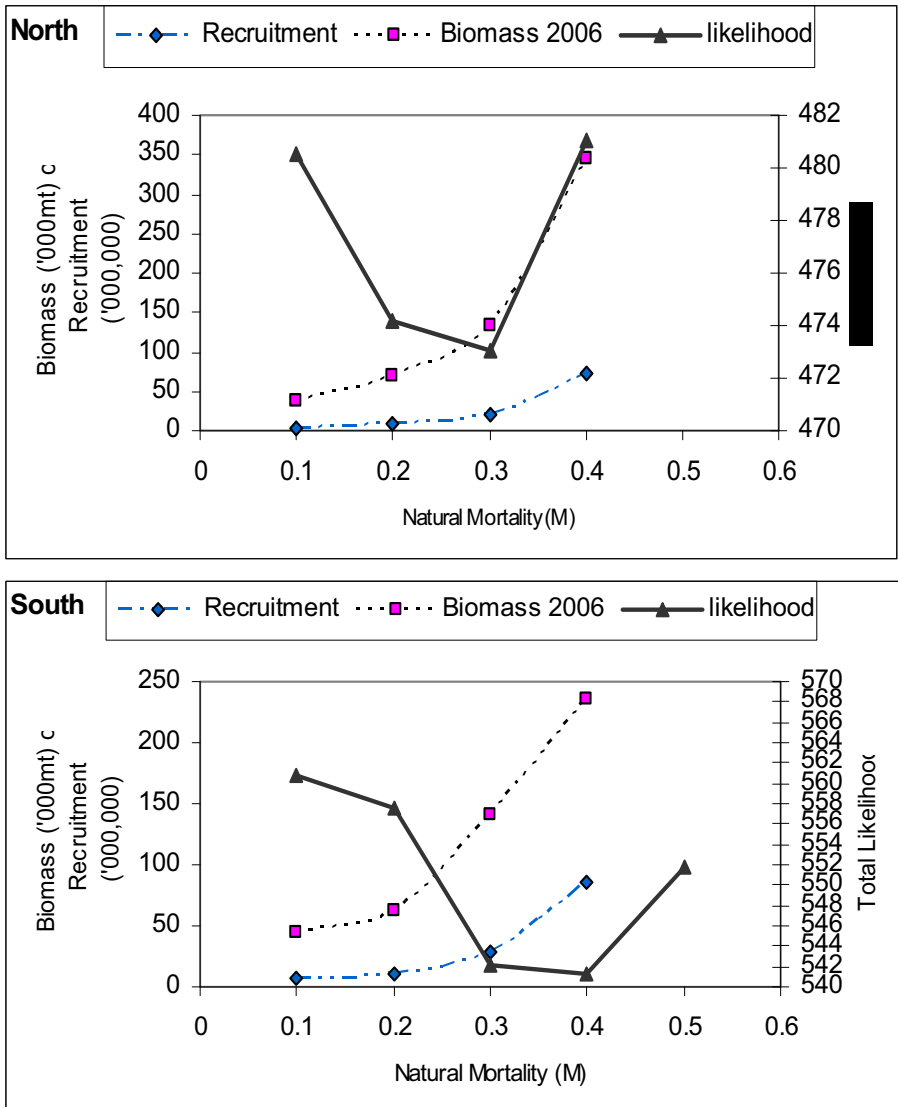 North
Recruitment Biomass 2006 likelihood
Biomass ('000mt) c
Recruitment
('000,000)
400 482
350 480
300 478
250
200 476
150 474
100 472
50
0 470
0 0.1 0.2 0.3 0.4 0.5 0.6
Natural Mortality(M)
South
Recruitment Biomass 2006 likelihood
Biomass ('000mt) c
Recruitment
('000,000)
250 570
568
566
200 564
562
560
150 558
556
554
100 552
550
548
50 546
544
542
0 540
Total Likelihood
0 0.1 0.2 0.3 0.4 0.5 0.6
Natural Mortality (M)